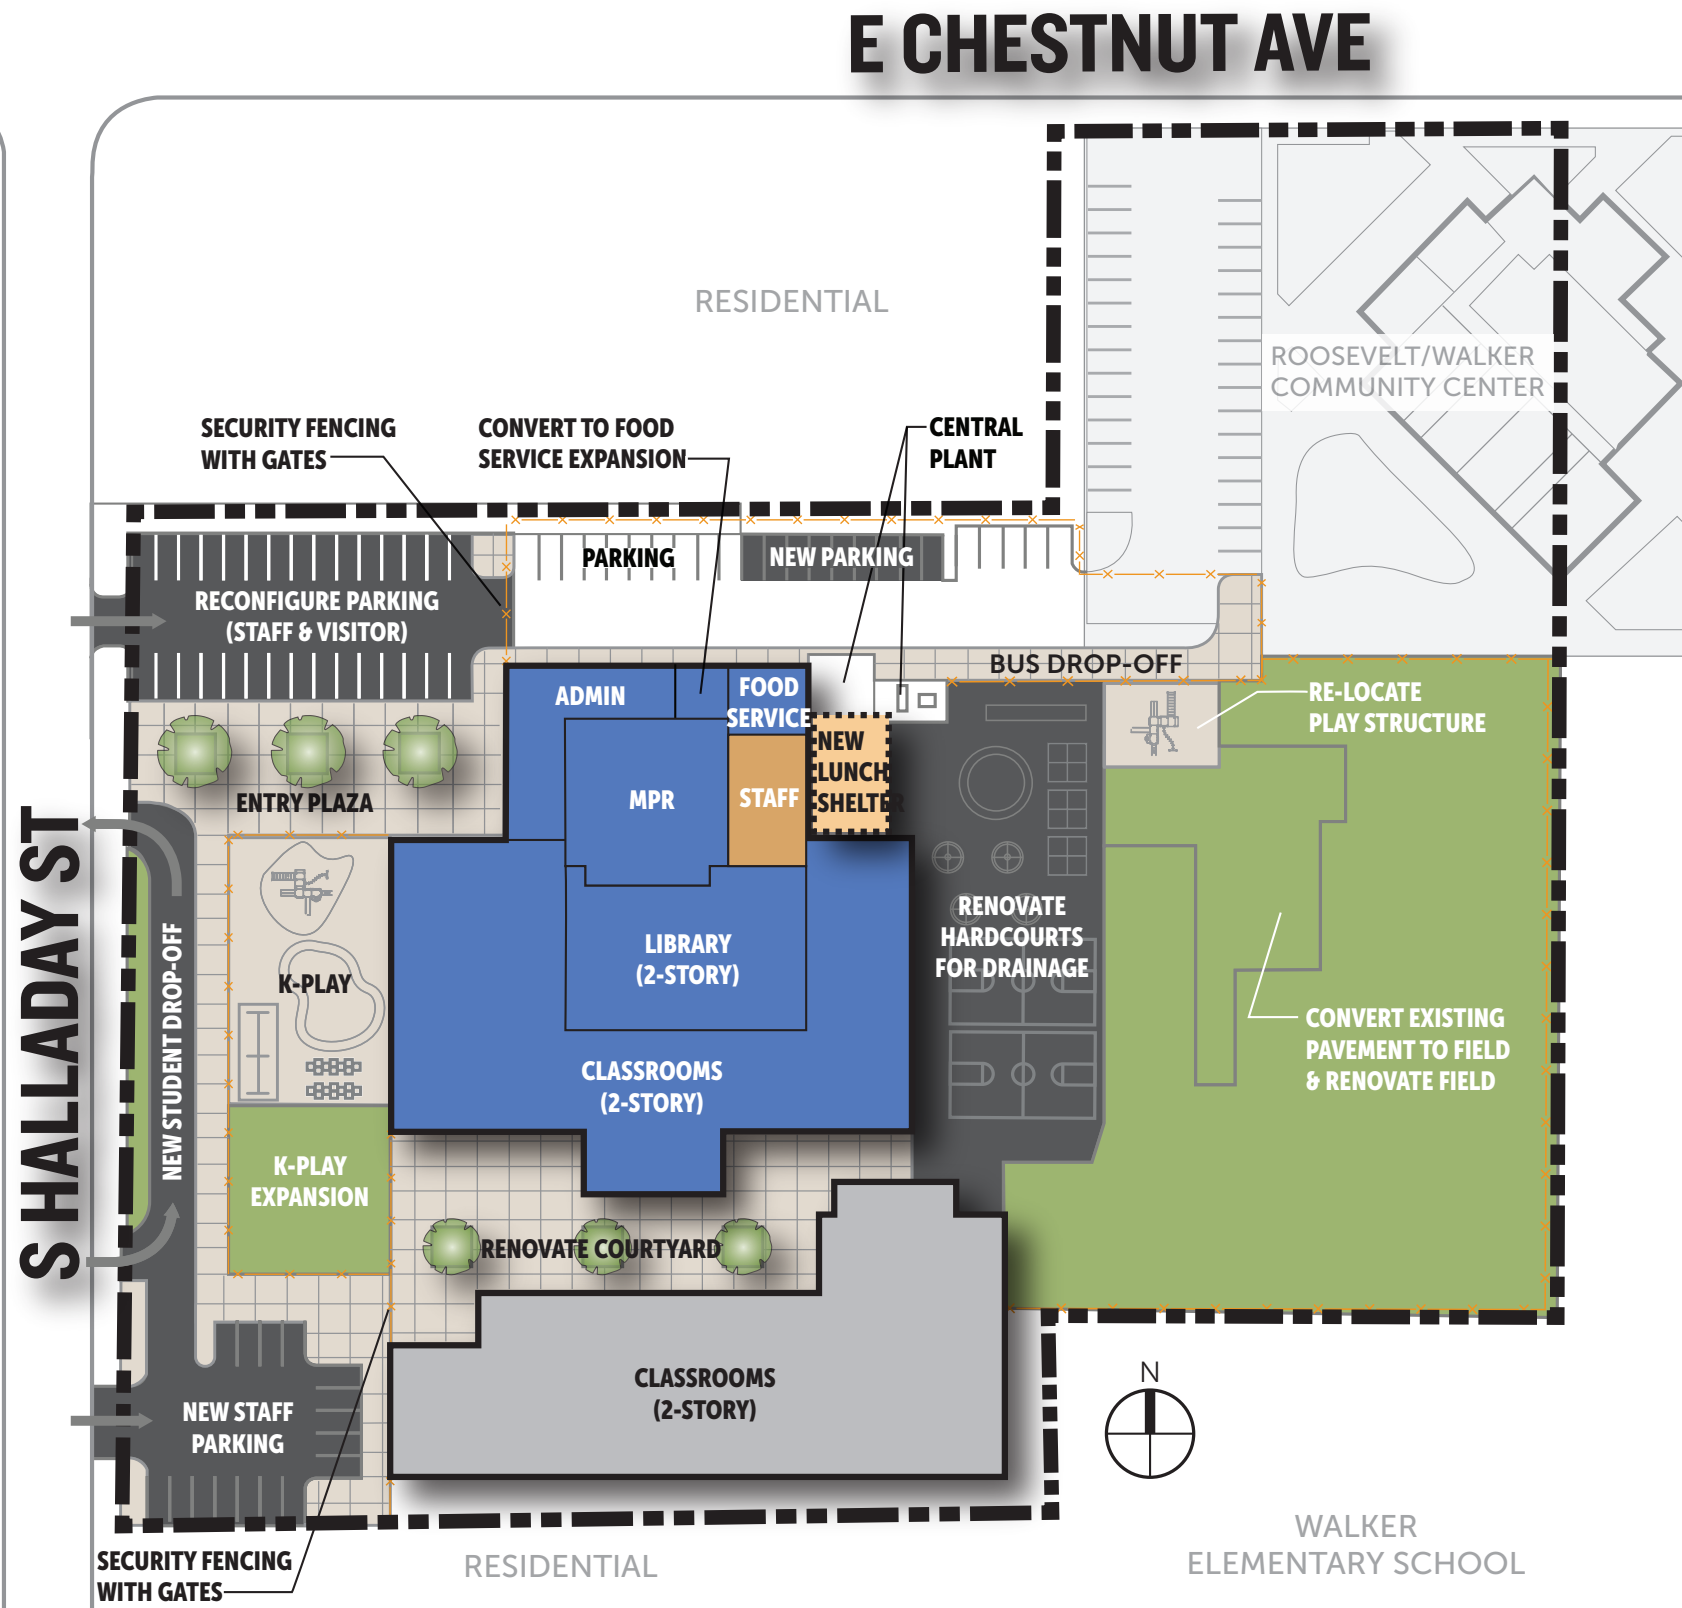 E CHESTNUT AVE
RESIDENTIAL
ROOSEVELT/WALKER
COMMUNITY CENTER
SECURITY FENCING
WITH GATES
CONVERT TO FOOD
SERVICE EXPANSION
CENTRAL
PLANT
PARKING
NEW PARKING
RECONFIGURE PARKING
(STAFF & VISITOR)
BUS DROP-OFF
ADMIN
FOOD
SERVICE
RE-LOCATE
PLAY STRUCTURE
NEW
LUNCH
SHELTER
MPR
STAFF
ENTRY PLAZA
S HALLADAY ST
NEW STUDENT DROP-OFF
K-PLAY
LIBRARY
(2-STORY)
RENOVATE
HARDCOURTS
FOR DRAINAGE
CONVERT EXISTING
PAVEMENT TO FIELD
& RENOVATE FIELD
CLASSROOMS
(2-STORY)
K-PLAY
EXPANSION
RENOVATE COURTYARD
CLASSROOMS
(2-STORY)
N
NEW STAFF
PARKING
SECURITY FENCING
WITH GATES
RESIDENTIAL
WALKER
ELEMENTARY SCHOOL